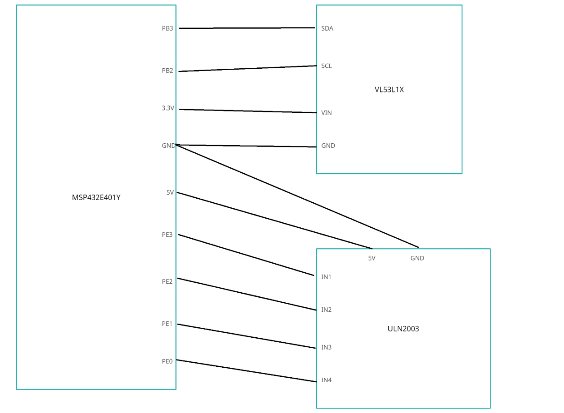 PB3
PB2
3.3V
GND
5V
PE3
PE2
PE1
PE0
MSP432E401Y
SDA
SCL
VIN
GND
VL53L1X
5V
GND
IN1
IN2
IN3
IN4
ULN2003